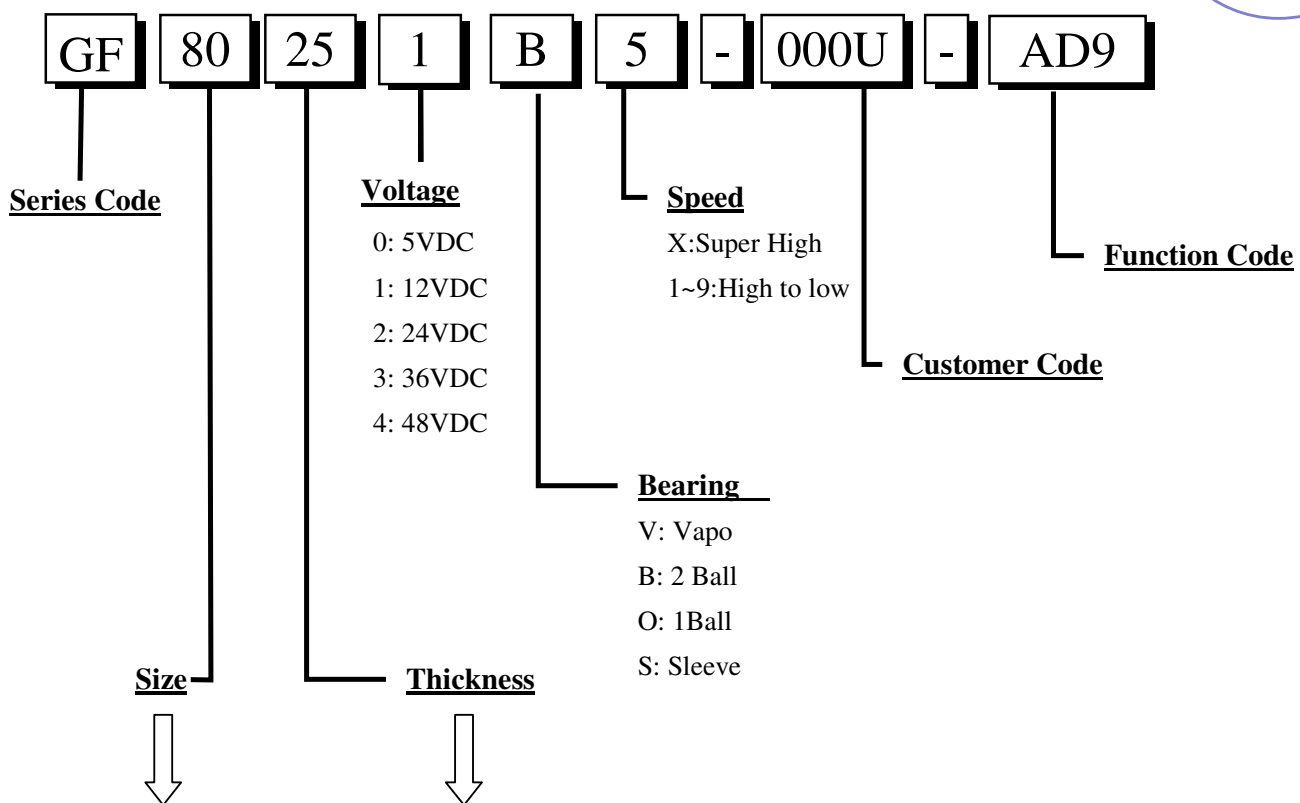 GF 80 25 1 B 5 - 000U - AD9
Series Code
Voltage
0: 5VDC
1: 12VDC
2: 24VDC
3: 36VDC
4: 48VDC
Speed
X:Super High
1~9:High to low
Function Code
Customer Code
Bearing
V: Vapo
B: 2 Ball
O: 1Ball
S: Sleeve
Size
Thickness